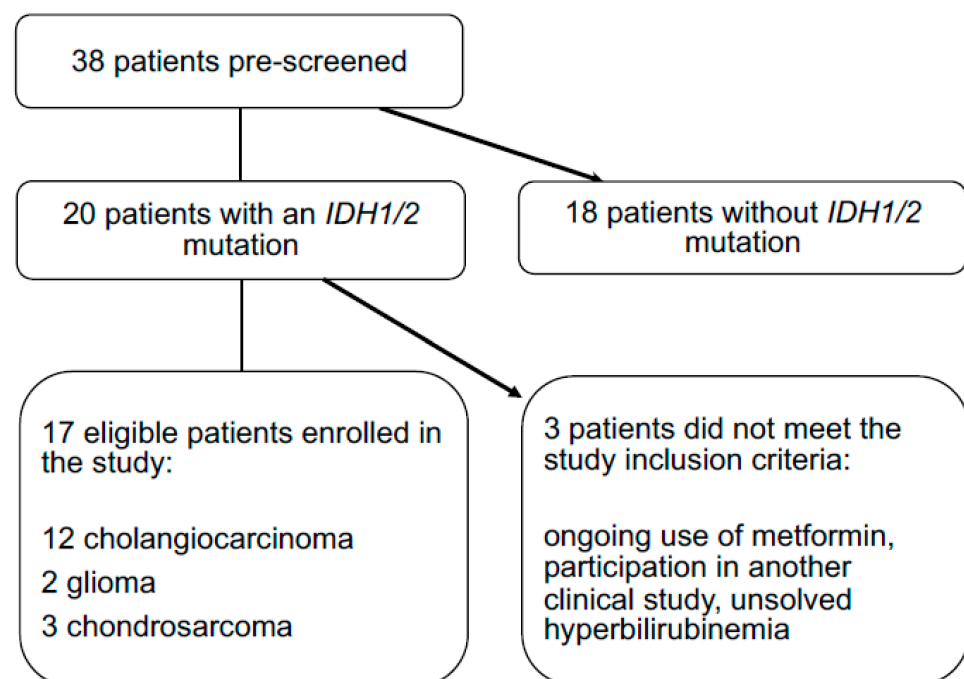 38 patients pre-screened
20 patients with an IDH1/2
mutation
18 patients without IDH1/2
mutation
17 eligible patients enrolled in
the study:
12 cholangiocarcinoma
2 glioma
3 chondrosarcoma
3 patients did not meet the
study inclusion criteria:
ongoing use of metformin,
participation in another
clinical study, unsolved
hyperbilirubinemia